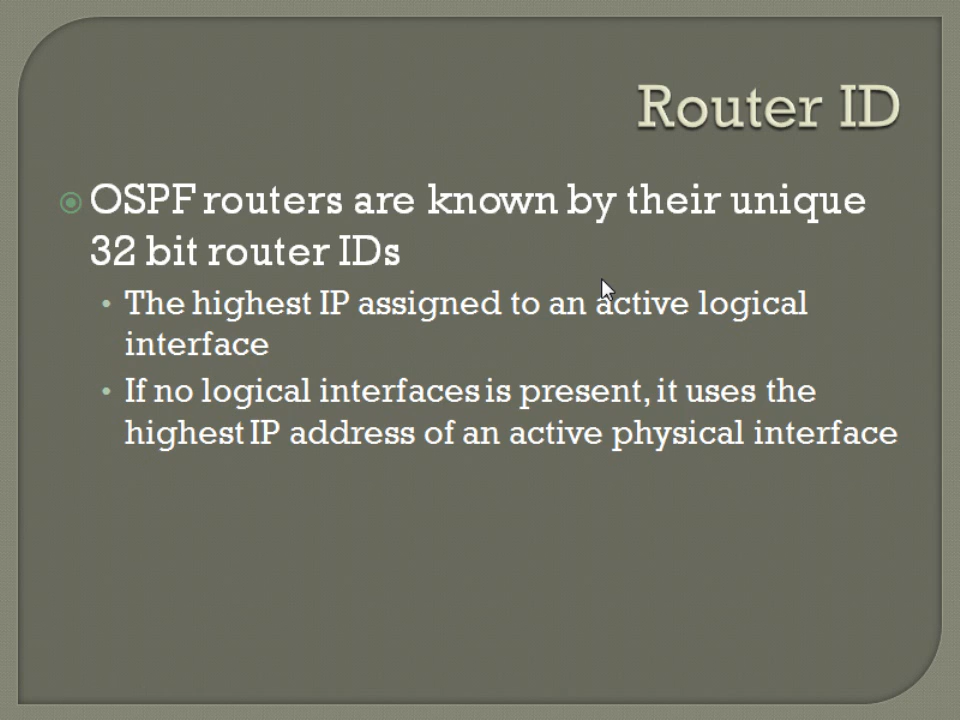 Router ID
OSPF routers are known by their unique
32 bit router IDs
The highest IP assigned to an active logical
interface
If no logical interfaces is present, it uses the
highest IP address of an active physical interface